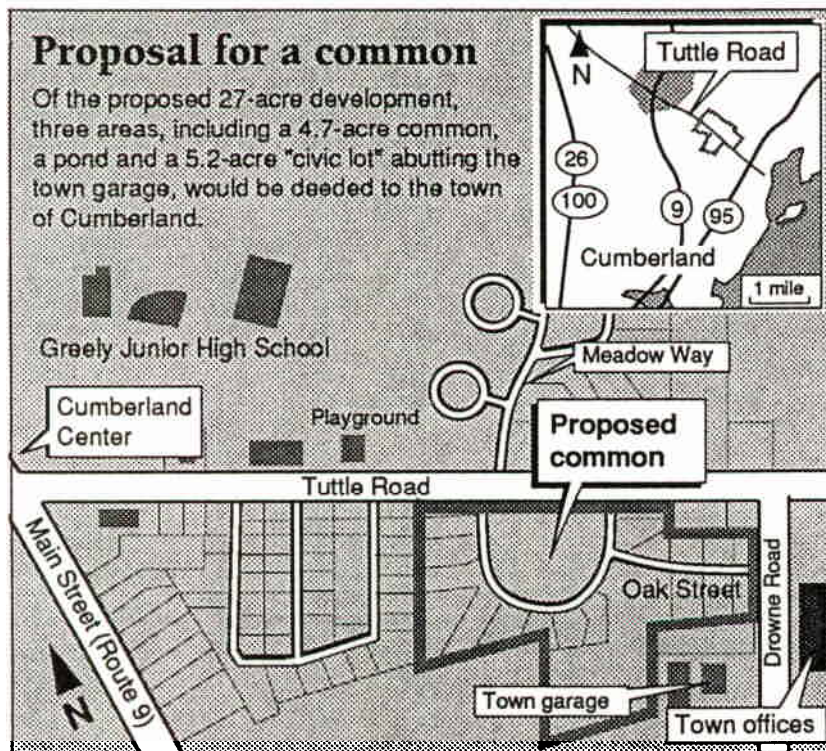 Proposal for a common
Of the proposed 27-acre development,
three areas, including a 4.7-acre common,
a pond and a 5.2-acre "civic lot" abutting the
town garage, would be deeded to the town
of Cumberland.
N
Tuttle Road
26
100
9
95
Cumberland
1 mile
Greely Junior High School
Meadow Way
Cumberland
Center
Playground
Proposed
common
Tuttle Road
Main Street (Route 9)
Oak Street
Drowne Road
N
Town garage
Town offices